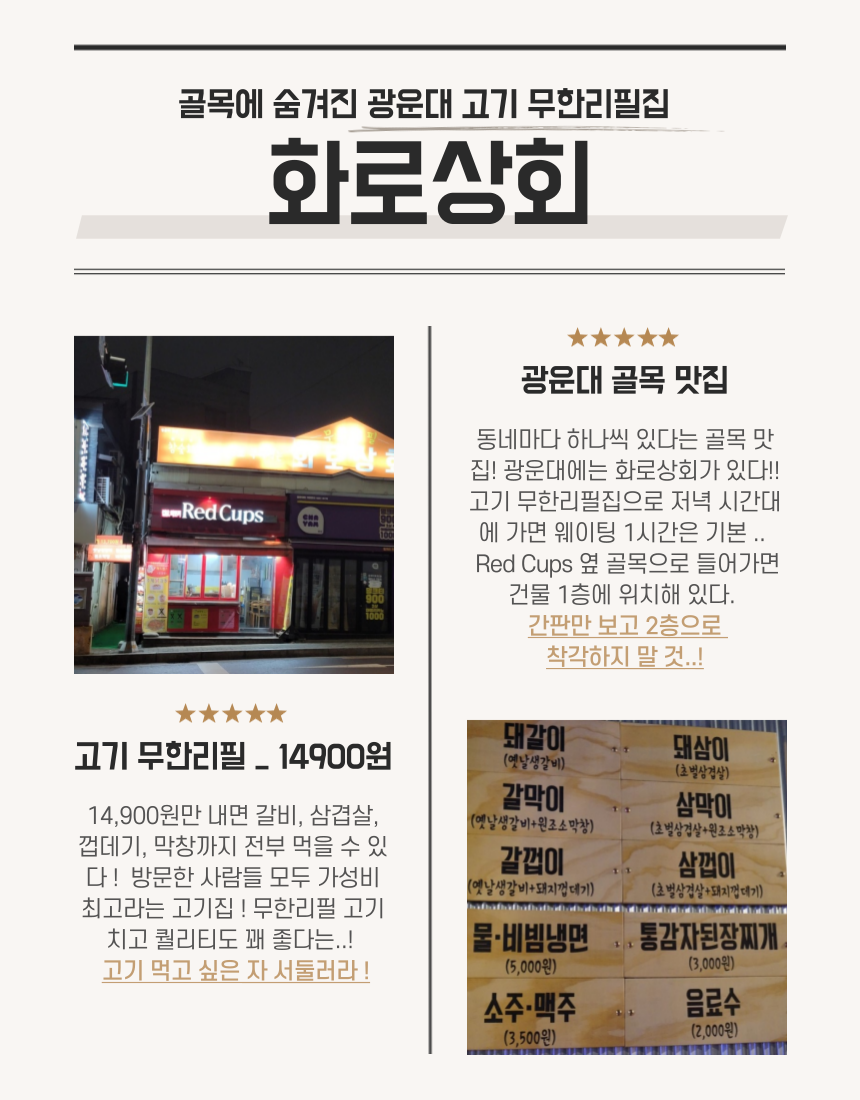 골목에 숨겨진 광운대 고기 무한리필집
화로상회
화로상회
Red Cups
CHA
YAM
900
1000
★★★★★
고기 무한리필 _ 14900원
14,900원만 내면 갈비, 삼겹살,
껍데기, 막창까지 전부 먹을 수 있
다 ! 방문한 사람들 모두 가성비
최고라는 고기집 ! 무한리필 고기
치고 퀄리티도 꽤 좋다는..!
고기 먹고 싶은 자 서둘러라 !
★★★★★
광운대 골목 맛집
동네마다 하나씩 있다는 골목 맛
집! 광운대에는 화로상회가 있다!!
고기 무한리필집으로 저녁 시간대
에 가면 웨이팅 1시간은 기본 ..
Red Cups 옆 골목으로 들어가면
건물 1층에 위치해 있다.
간판만 보고 2층으로
착각하지 말 것..!
돼갈이 돼삼이
(옛날생갈비) (초벌삼겹살)
갈막이 삼막이
(옛날생갈비+원조소막창) (초벌삼겹살+원조소막창)
갈껍이 삼껍이
(옛날생갈비+돼지껍데기) (초벌삼겹살+돼지껍데기)
물·비빔냉면 통감자된장찌개
(5,000원) (3,000원)
소주·맥주 음료수
(3,500원) (2,000원)